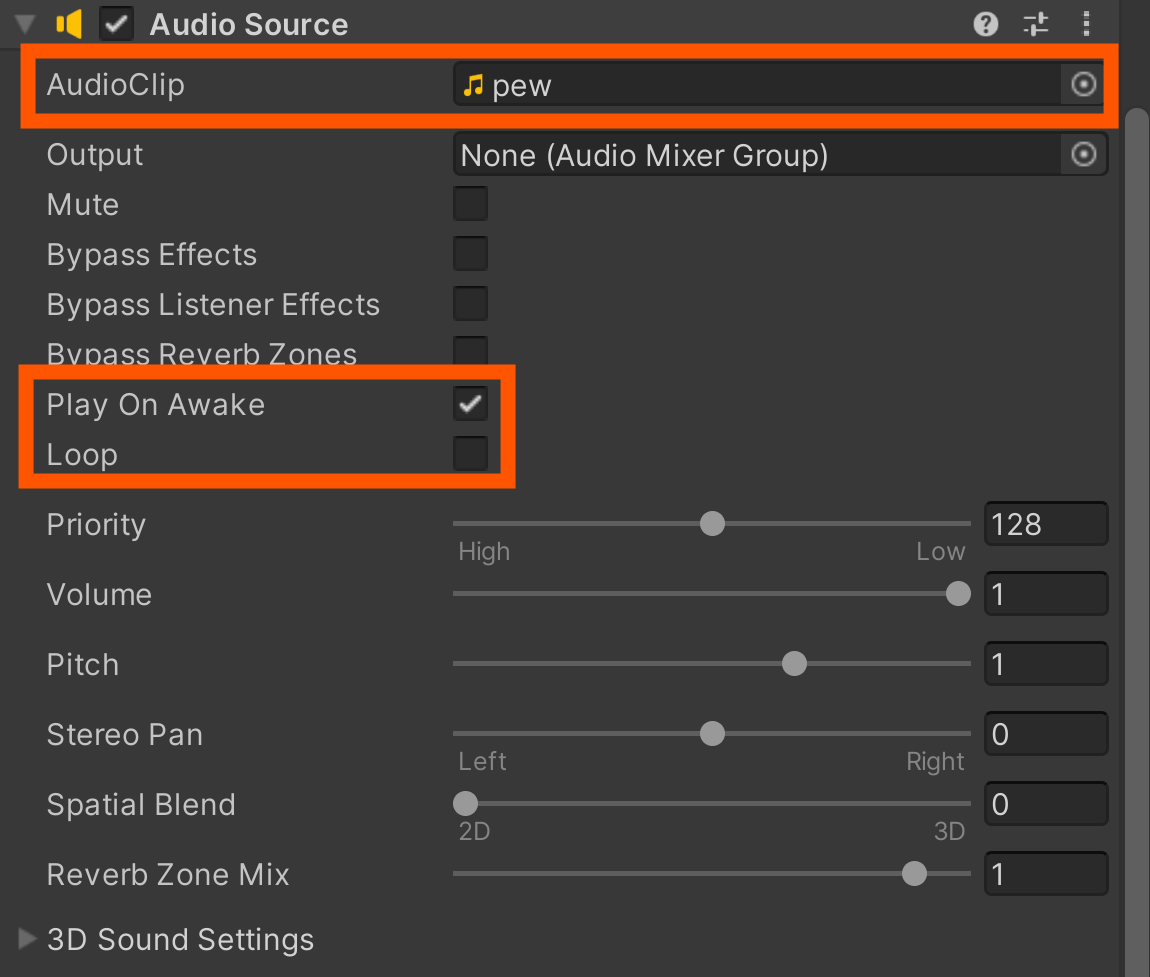 Audio Source
AudioClip pew
Output None (Audio Mixer Group)
Mute
Bypass Effects
Bypass Listener Effects
Bypass Reverb Zones
Play On Awake
Loop
Priority 128
High Low
Volume 1
Pitch 1
Stereo Pan 0
Left Right
Spatial Blend 0
2D 3D
Reverb Zone Mix 1
3D Sound Settings